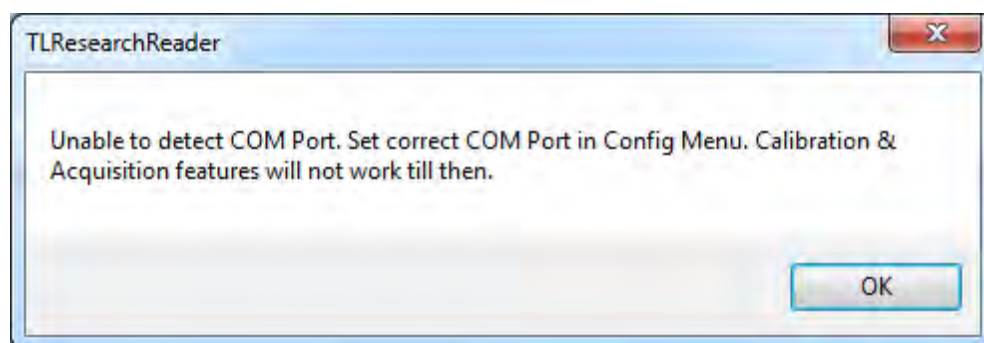 TLResearchReader
Unable to detect COM Port. Set correct COM Port in Config Menu. Calibration &
Acquisition features will not work till then.
OK